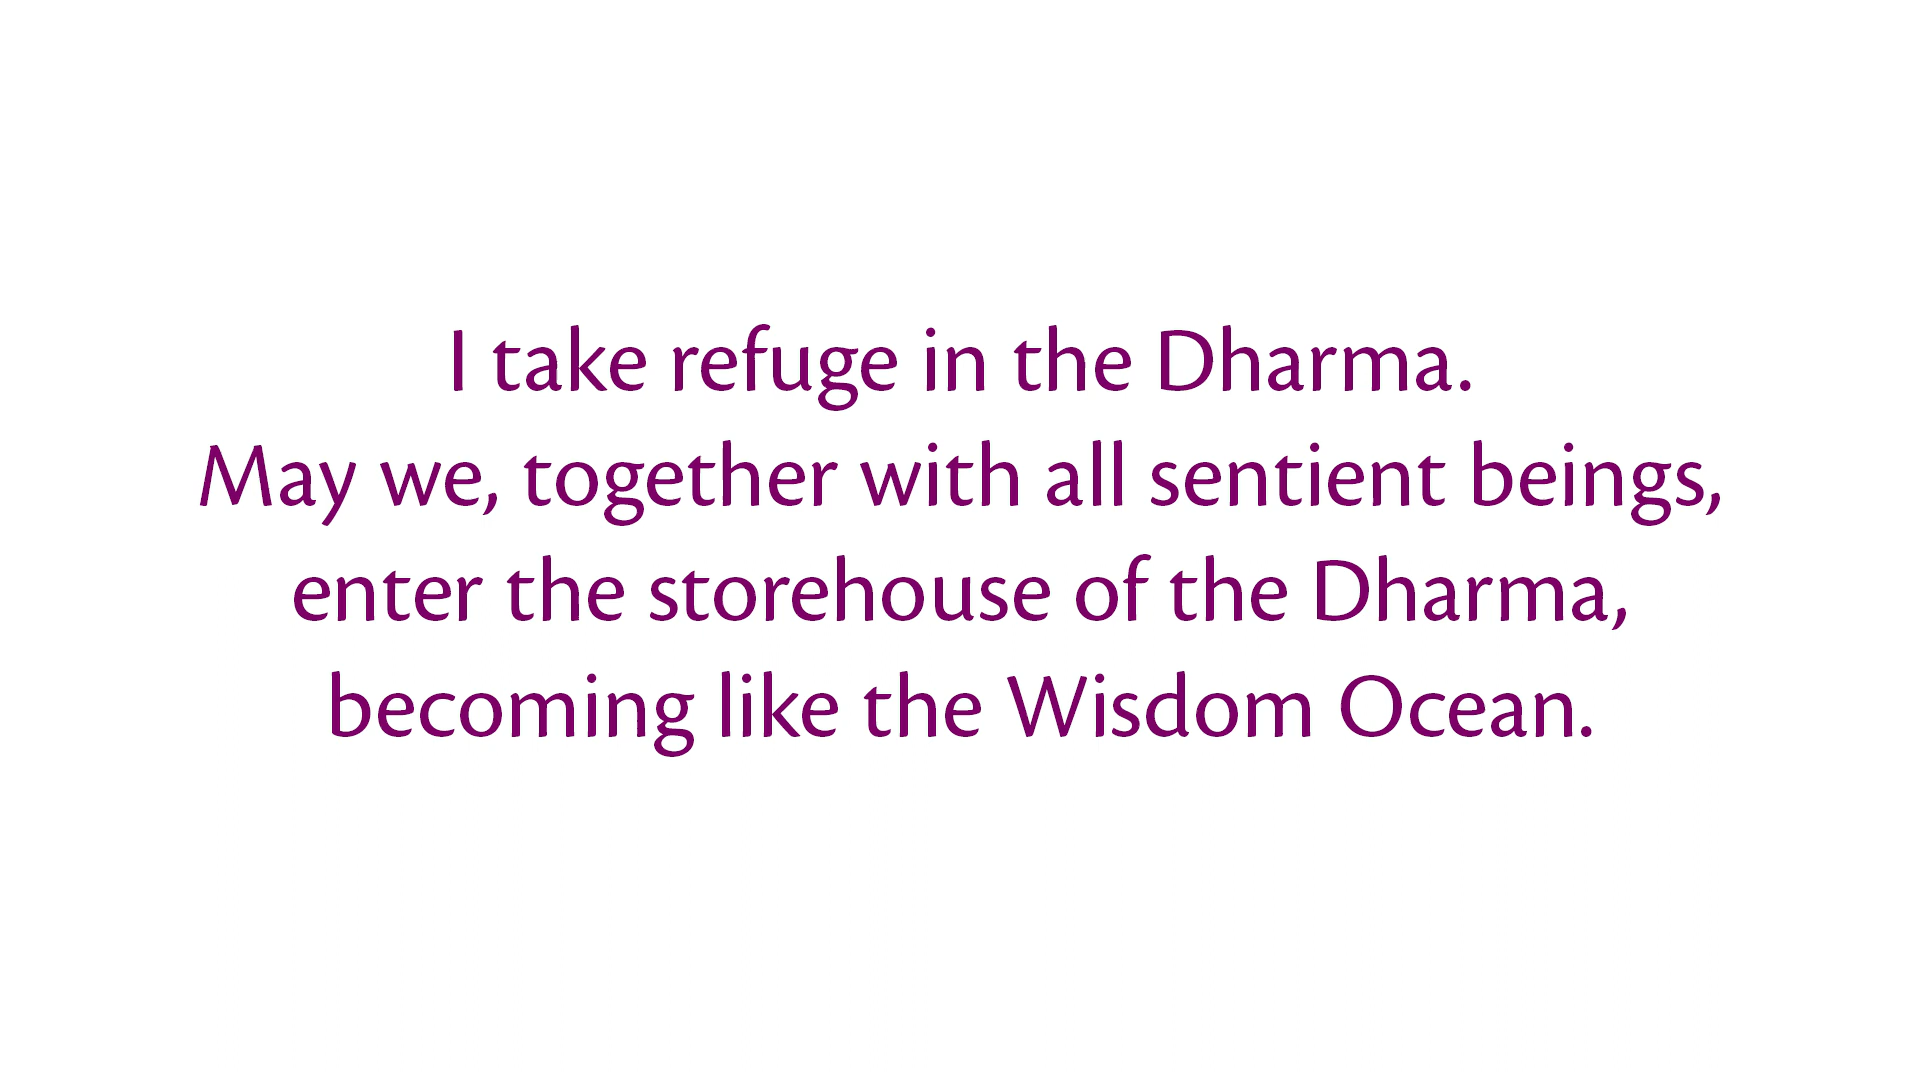 I take refuge in the Dharma.
May we, together with all sentient beings,
enter the storehouse of the Dharma,
becoming like the Wisdom Ocean.